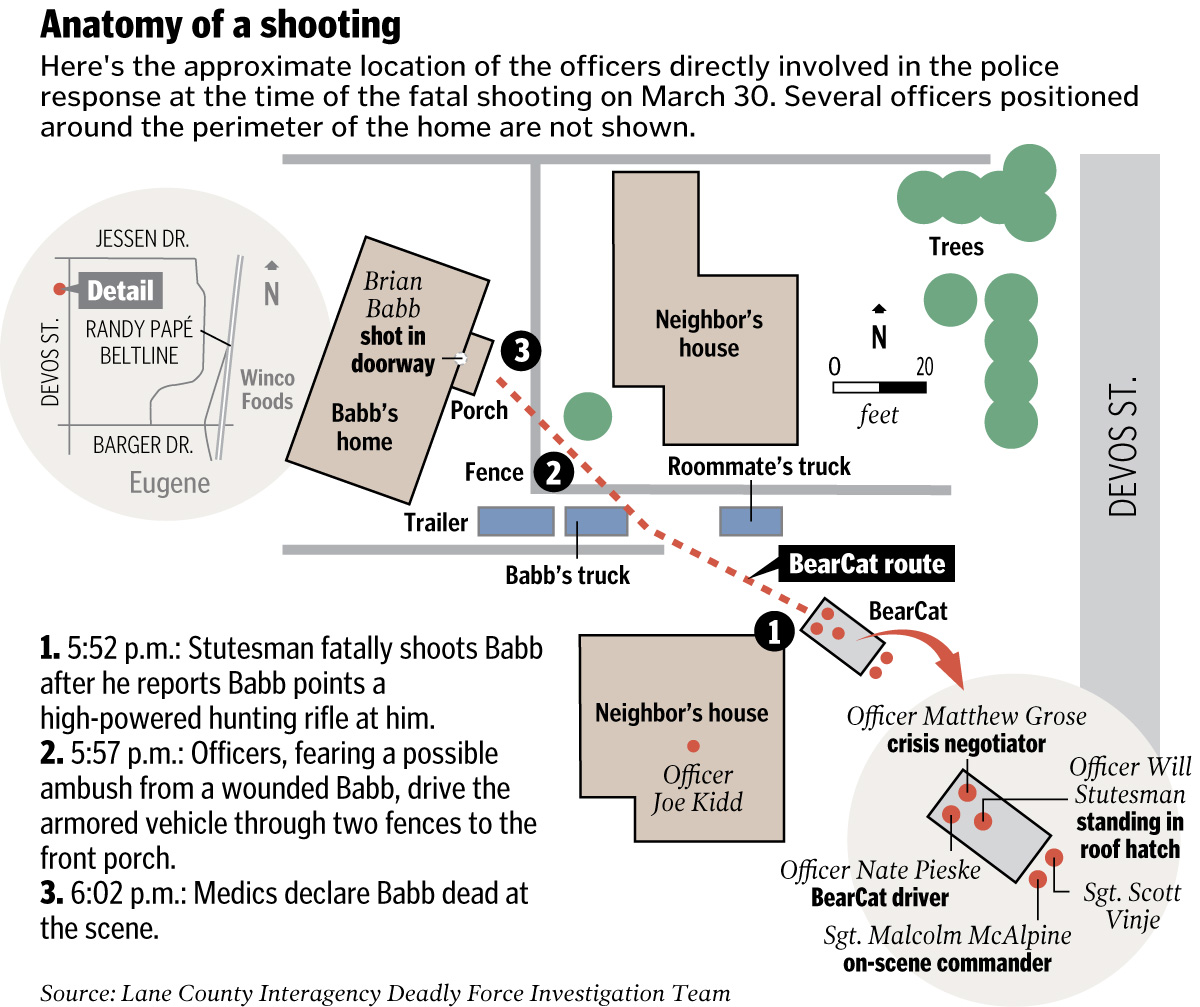 Anatomy of a shooting
Here's the approximate location of the officers directly involved in the police
response at the time of the fatal shooting on March 30. Several officers positioned
around the perimeter of the home are not shown.
JESSEN DR.
N
Detail
DEVOS ST.
RANDY PAPÉ
BELTLINE
Winco
Foods
BARGER DR.
Eugene
Brian
Babb
shot in
doorway
Babb's
home
3
Porch
Fence
2
Trailer
Babb's truck
Neighbor's
house
Roommate's truck
Trees
N
0 20
feet
DEVOS ST.
BearCat route
BearCat
1
Neighbor's house
Officer
Joe Kidd
Officer Matthew Grose
crisis negotiator
Officer Will
Stutesman
standing in
roof hatch
Officer Nate Pieske
BearCat driver
Sgt. Scott
Vinje
Sgt. Malcolm McAlpine
on-scene commander
1. 5:52 p.m.: Stutesman fatally shoots Babb
after he reports Babb points a
high-powered hunting rifle at him.
2. 5:57 p.m.: Officers, fearing a possible
ambush from a wounded Babb, drive the
armored vehicle through two fences to the
front porch.
3. 6:02 p.m.: Medics declare Babb dead at
the scene.
Source: Lane County Interagency Deadly Force Investigation Team